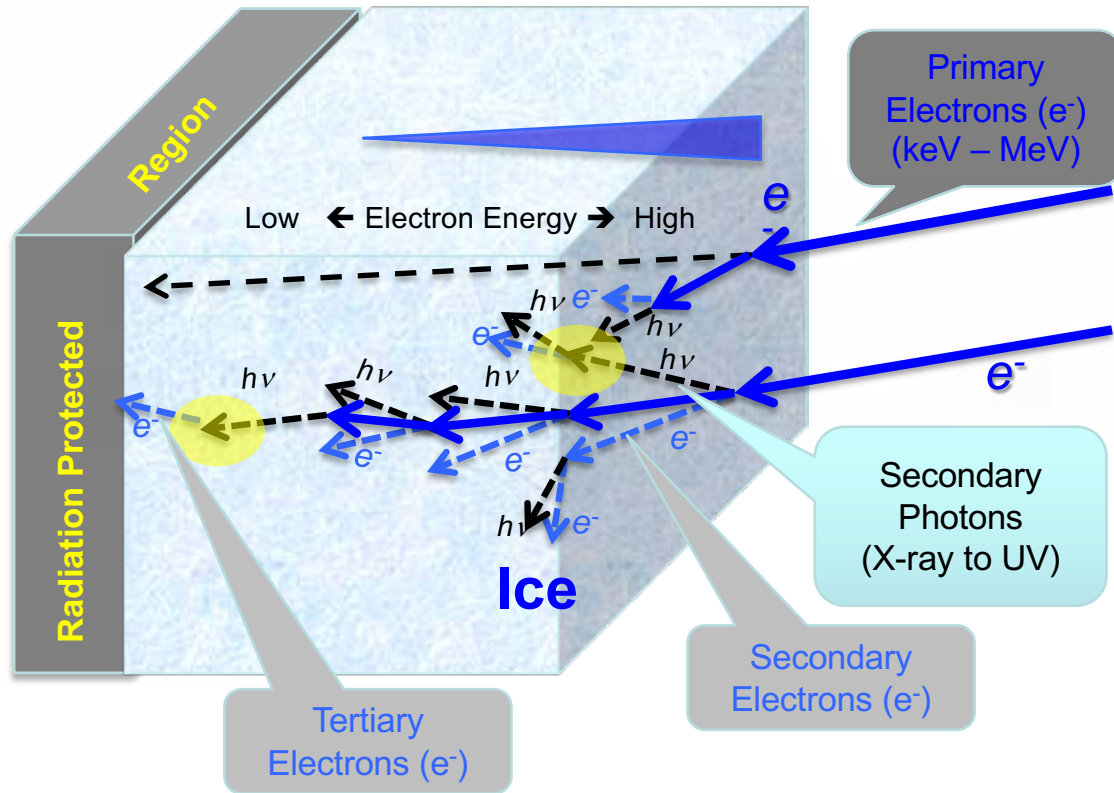 Primary
Electrons (e-)
(keV – MeV)
Region
Low ← Electron Energy → High
e
-
hν
e-
hν
e-
hν
e-
hν
hν
hν
e-
e-
e-
e-
hν
e-
Radiation Protected
Ice
Secondary
Photons
(X-ray to UV)
Secondary
Electrons (e-)
Tertiary
Electrons (e-)